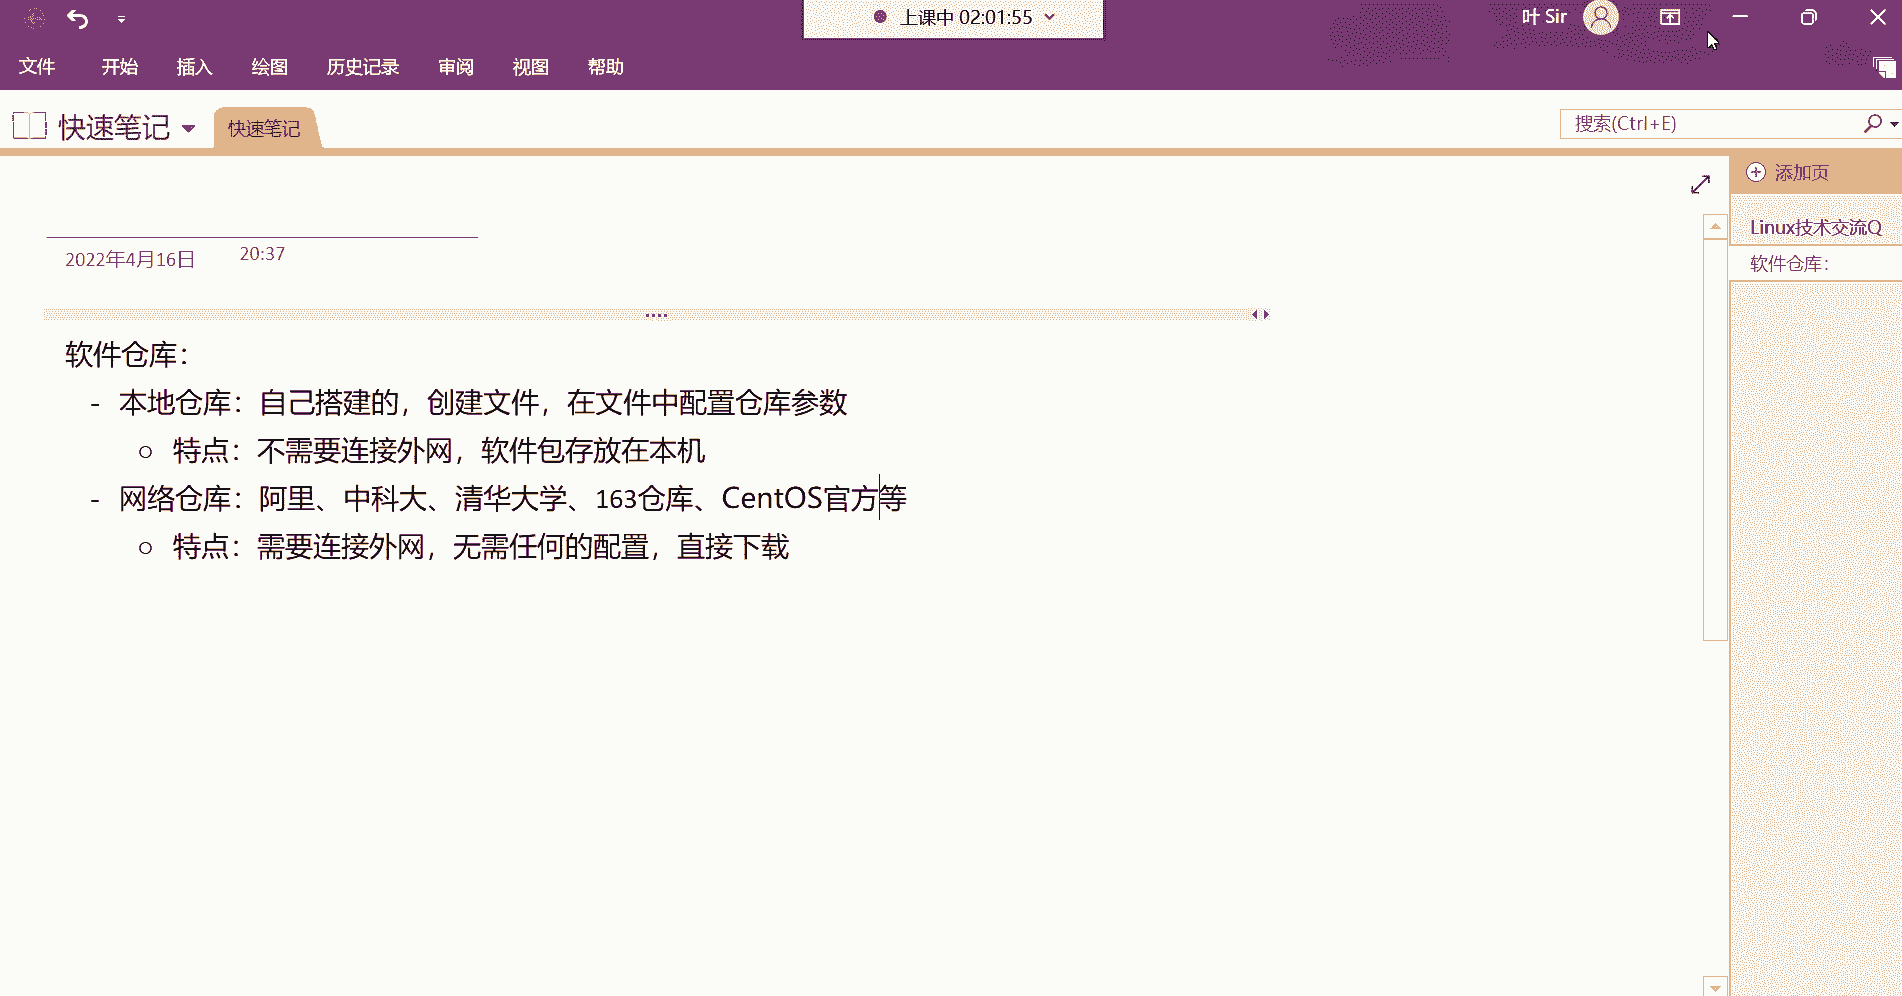 上课中 02:01:55
叶 Sir
文件 开始 插入 绘图 历史记录 审阅 视图 帮助
快速笔记 快速笔记
搜索(Ctrl+E)
添加页
Linux技术交流Q
软件仓库：
2022年4月16日 20:37
软件仓库：
- 本地仓库：自己搭建的，创建文件，在文件中配置仓库参数
○ 特点：不需要连接外网，软件包存放在本机
- 网络仓库：阿里、中科大、清华大学、163仓库、CentOS官方等
○ 特点：需要连接外网，无需任何的配置，直接下载